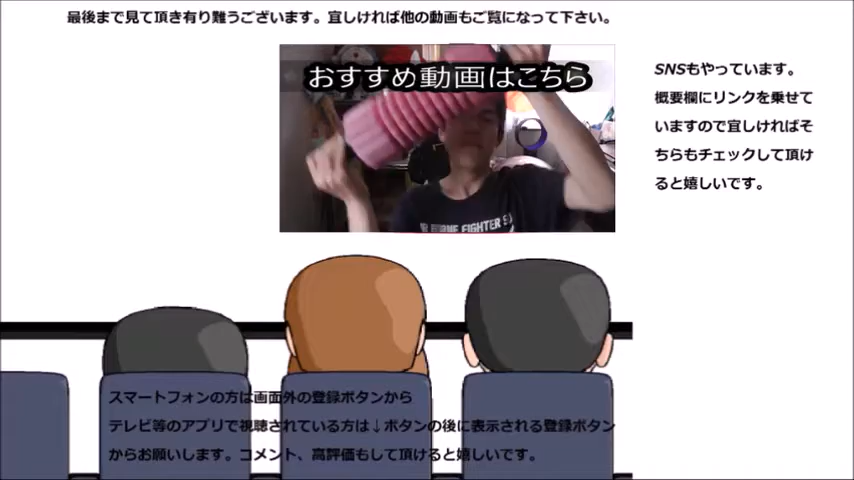 最後まで見て頂き有り難うございます。宜しければ他の動画もご覧になって下さい。
おすすめ動画はこちら
SNSもやっています。
概要欄にリンクを乗せて
いますので宜しければそ
ちらもチェックして頂け
ると嬉しいです。
FIGHTER
スマートフォンの方は画面外の登録ボタンから
テレビ等のアプリで視聴されている方は↓ボタンの後に表示される登録ボタン
からお願いします。コメント、高評価もして頂けると嬉しいです。